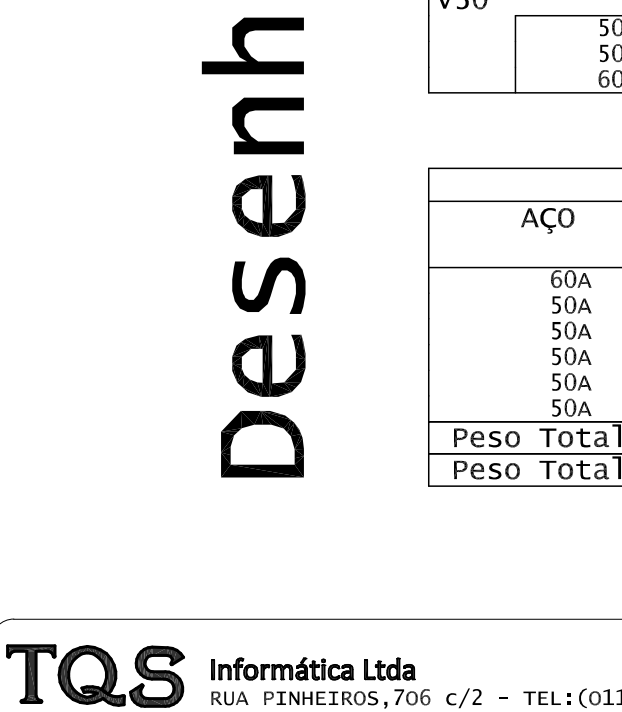 V50
50
50
60
Desenh
AÇO
60A
50A
50A
50A
50A
50A
Peso Total
Peso Total
TQS Informática Ltda
RUA PINHEIROS,706 c/2 - TEL:(011